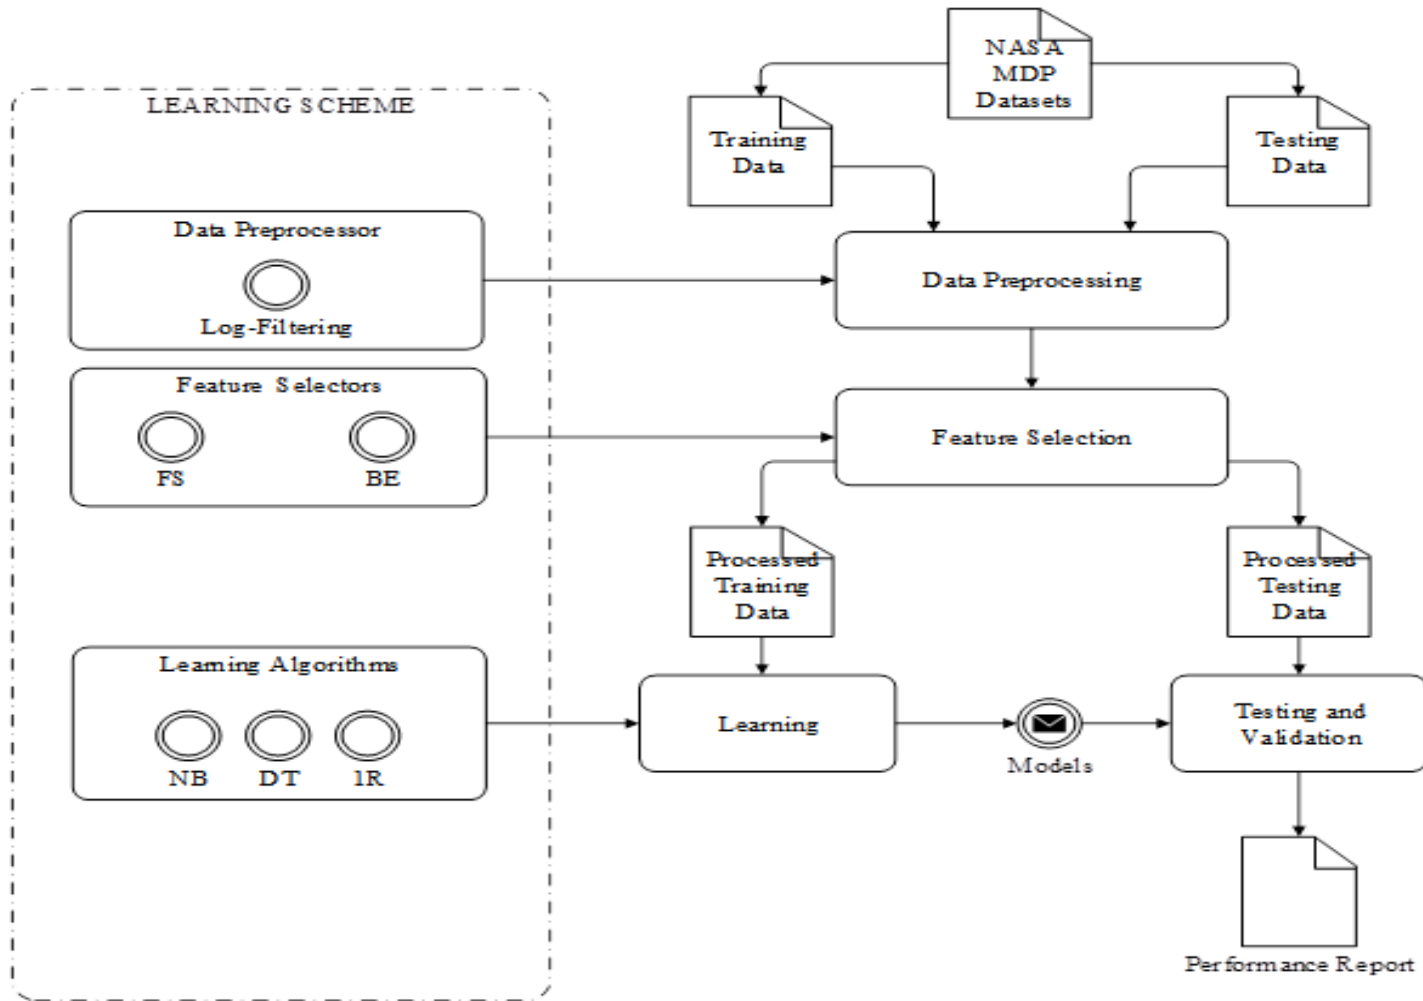 NASA
MDP
Datasets
LEARNING SCHEME
Training
Data
Testing
Data
Data Preprocessor
Log-Filtering
Data Preprocessing
Feature Selectors
FS
BE
Feature Selection
Processed
Training
Data
Processed
Testing
Data
Learning Algorithms
NB
DT
1R
Learning
Models
Testing and
Validation
Performance Report